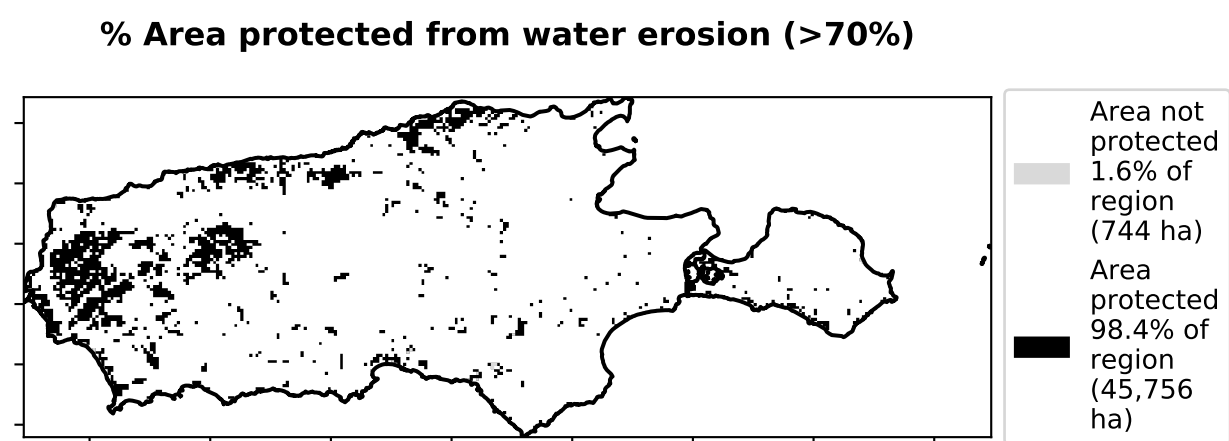 % Area protected from water erosion (>70%)
Area not
protected
1.6% of
region
(744 ha)
Area
protected
98.4% of
region
(45,756
ha)